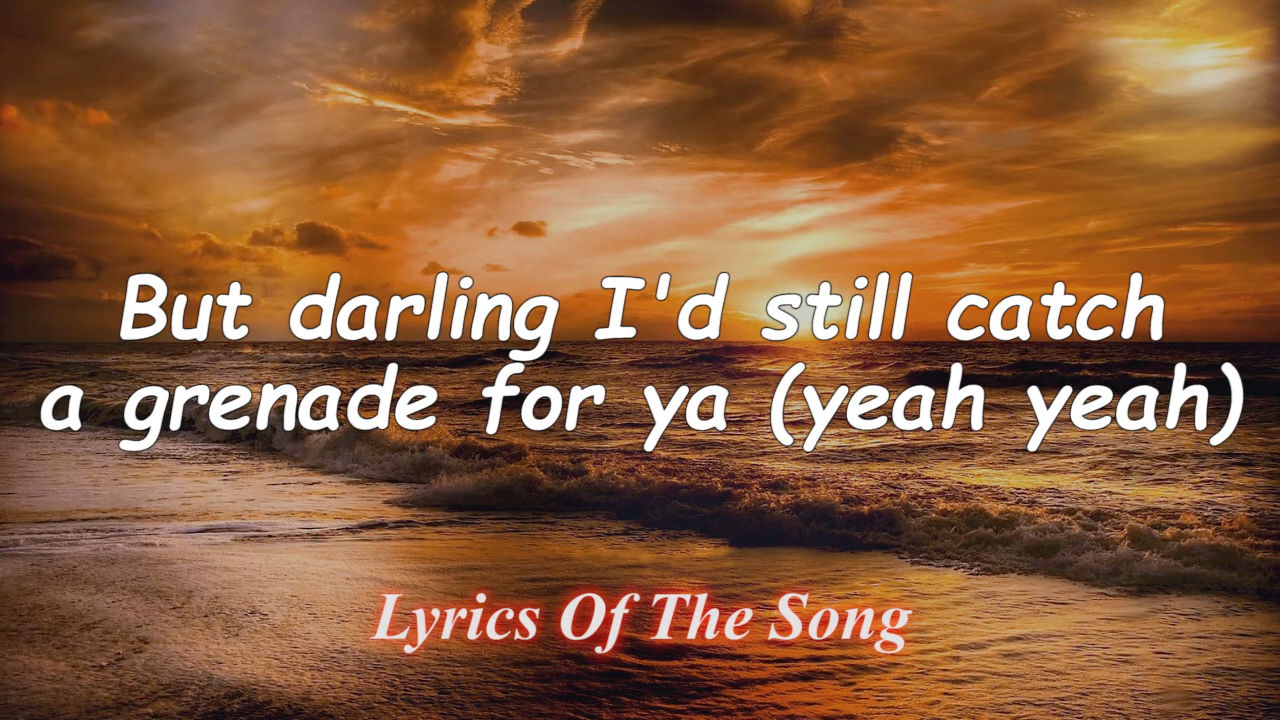 But darling I'd still catch
a grenade for ya (yeah yeah)
Lyrics Of The Song